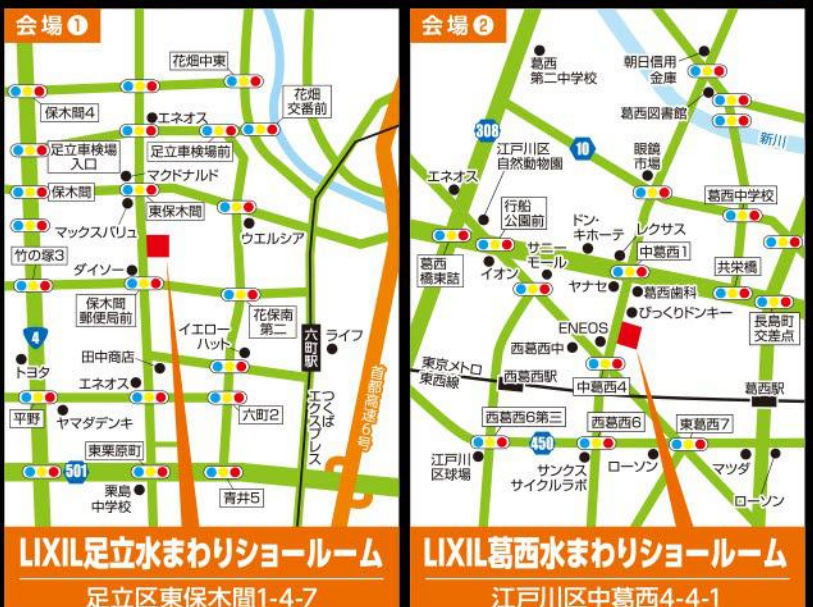 会場❶
花畑中東
保木間4
エネオス
花畑
交番前
足立車検場
入口
足立車検場前
マクドナルド
保木間
東保木間
マックスバリュ
ウエルシア
竹の塚3
ダイソー
保木間
郵便局前
花保南
第二
4
イエロー
ハット
六町駅
ライフ
トヨタ
田中商店
エネオス
つくば
エクスプレス
首都高速6号
平野
ヤマダデンキ
六町2
東栗原町
501
栗島
中学校
青井5
LIXIL足立水まわりショールーム
足立区東保木間1-4-7
会場❷
葛西
第二中学校
朝日信用
金庫
葛西図書館
新川
308
10
江戸川区
自然動物園
眼鏡
市場
エネオス
行船
公園前
葛西中学校
ドン・
キホーテ
レクサス
サニー
モール
中葛西1
葛西
橋東詰
イオン
ヤナセ
共栄橋
葛西歯科
びっくりドンキー
長島町
交差点
ENEOS
西葛西中
東京メトロ
東西線
西葛西駅
中葛西4
葛西駅
西葛西6第三
450
西葛西6
東葛西7
江戸川
区球場
サンクス
サイクルラボ
ローソン
マツダ
ローソン
LIXIL葛西水まわりショールーム
江戸川区中葛西4-4-1